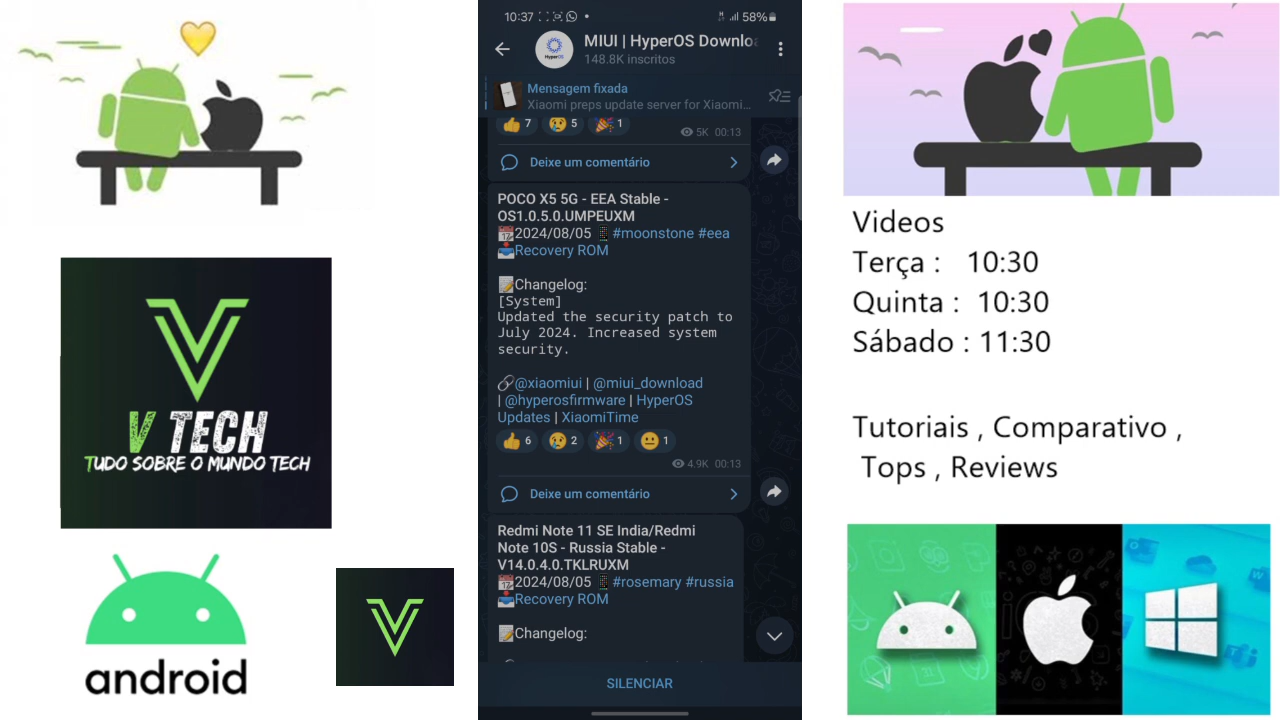 V TECH
TUDO SOBRE O MUNDO TECH
android
10:37
58%
MIUI | HyperOS Downlo
148.8K inscritos
HyperOS
Mensagem fixada
Xiaomi preps update server for Xiaomi...
7 5 1
5K 00:13
Deixe um comentário
POCO X5 5G - EEA Stable -
OS1.0.5.0.UMPEUXM
2024/08/05 #moonstone #eea
Recovery ROM
Changelog:
[System]
Updated the security patch to
July 2024. Increased system
security.
@xiaomiui | @miui_download
| @hyperosfirmware | HyperOS
Updates | XiaomiTime
6 2 1 1
4.9K 00:13
Deixe um comentário
Redmi Note 11 SE India/Redmi
Note 10S - Russia Stable -
V14.0.4.0.TKLRUXM
2024/08/05 #rosemary #russia
Recovery ROM
Changelog:
SILENCIAR
Videos
Terça : 10:30
Quinta : 10:30
Sábado : 11:30
Tutoriais , Comparativo ,
Tops , Reviews